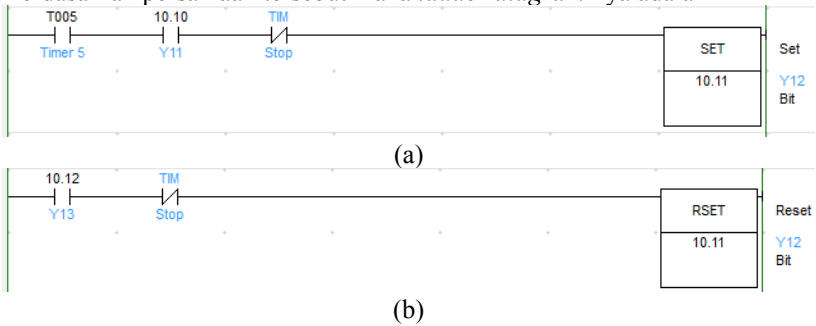 T005 10.10 TIM
Timer 5 Y11 Stop
SET Set
10.11 Y12
Bit
(a)
10.12 TIM
Y13 Stop
RSET Reset
10.11 Y12
Bit
(b)